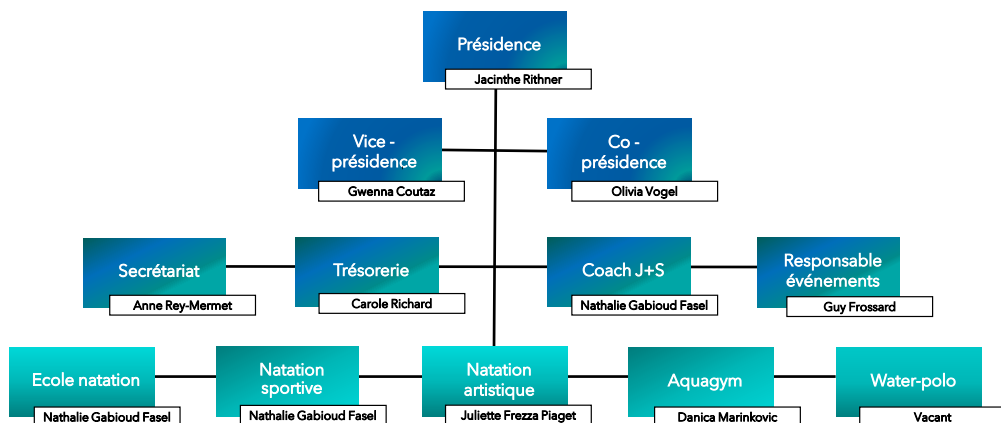 Présidence
Jacinthe Rithner
Vice -
présidence
Gwenna Coutaz
Co -
présidence
Olivia Vogel
Secrétariat
Anne Rey-Mermet
Trésorerie
Carole Richard
Coach J+S
Nathalie Gabioud Fasel
Responsable
événements
Guy Frossard
Ecole natation
Nathalie Gabioud Fasel
Natation
sportive
Nathalie Gabioud Fasel
Natation
artistique
Juliette Frezza Piaget
Aquagym
Danica Marinkovic
Water-polo
Vacant